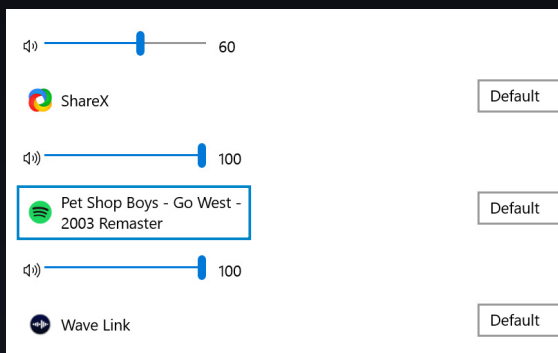 60
ShareX
Default
100
Pet Shop Boys - Go West -
2003 Remaster
Default
100
Wave Link
Default